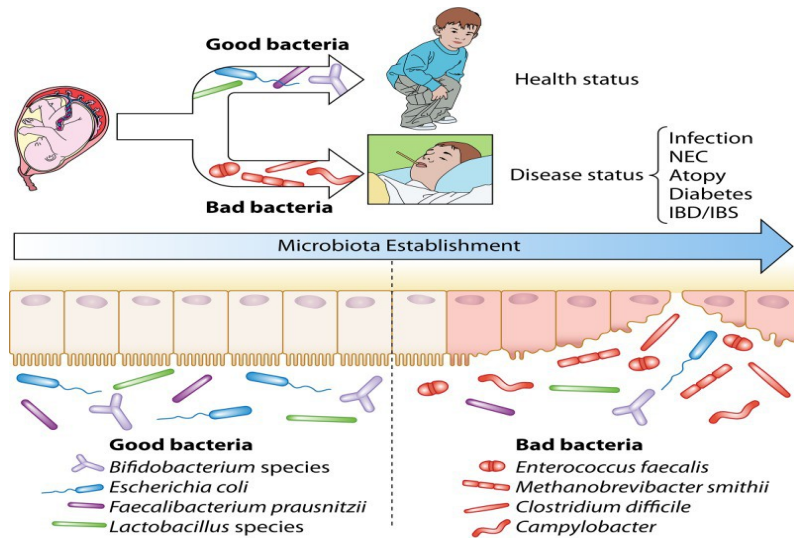 Good bacteria
Health status
Bad bacteria
Disease status
Infection
NEC
Atopy
Diabetes
IBD/IBS
Microbiota Establishment
Good bacteria
Bifidobacterium species
Escherichia coli
Faecalibacterium prausnitzii
Lactobacillus species
Bad bacteria
Enterococcus faecalis
Methanobrevibacter smithii
Clostridium difficile
Campylobacter